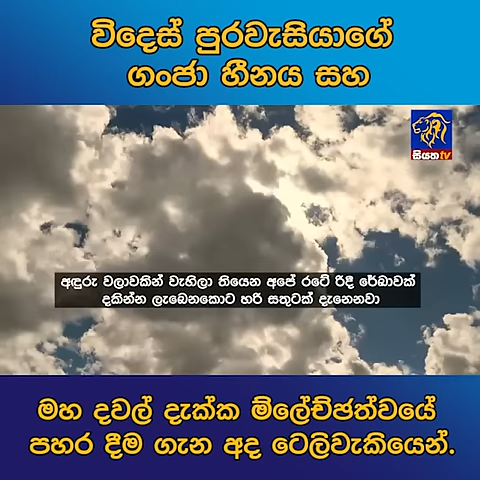 විදෙස් පුරවැසියාගේ
ගංජා හීනය සහ
සියත tv
අඳුරු වලාවකින් වැහිලා තියෙන අපේ රටේ රිදී රේඛාවක්
දකින්න ලැබෙනකොට හරි සතුටක් දැනෙනවා
මහ දවල් දැක්ක ම්ලේච්ඡත්වයේ
පහර දීම ගැන අද ටෙලිවැකියෙන්.